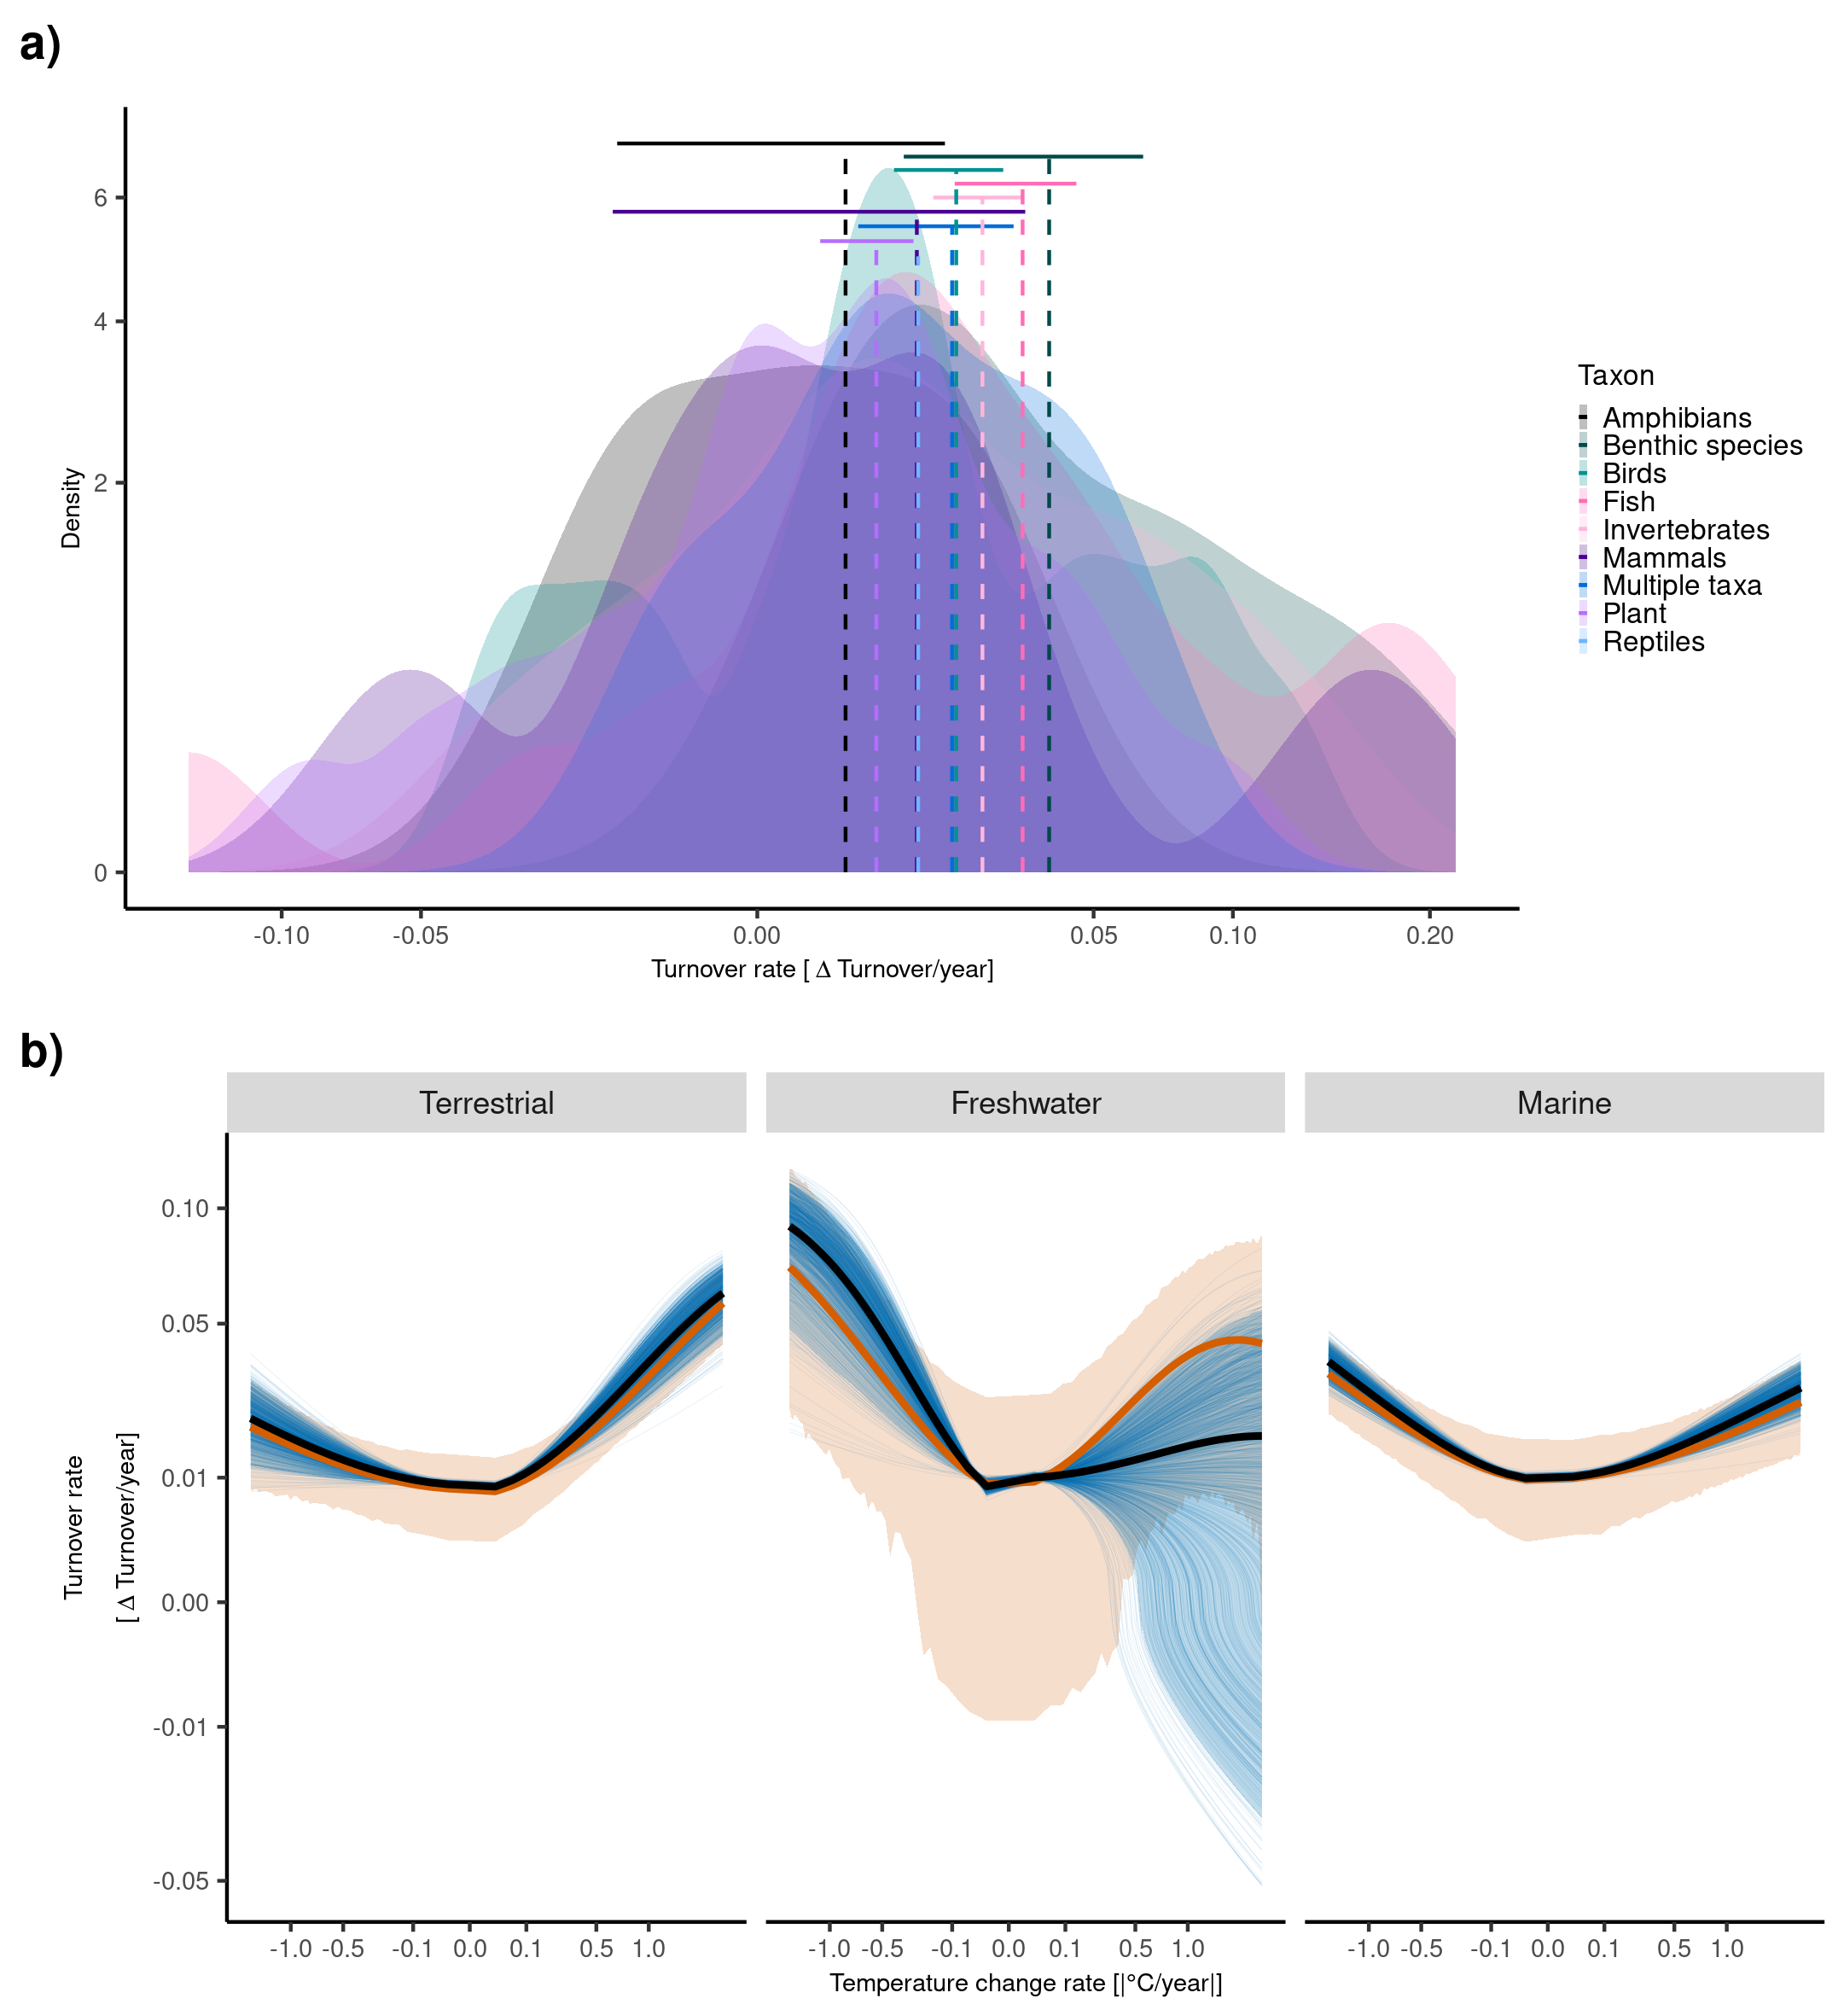 a)
6
4
2
0
Density
-0.10 -0.05 0.00 0.05 0.10 0.20
Turnover rate [ Δ Turnover/year]
Taxon
Amphibians
Benthic species
Birds
Fish
Invertebrates
Mammals
Multiple taxa
Plant
Reptiles
b)
Terrestrial Freshwater Marine
0.10
0.05
0.01
0.00
-0.01
-0.05
Turnover rate
[ Δ Turnover/year]
-1.0 -0.5 -0.1 0.0 0.1 0.5 1.0 -1.0 -0.5 -0.1 0.0 0.1 0.5 1.0 -1.0 -0.5 -0.1 0.0 0.1 0.5 1.0
Temperature change rate [|°C/year|]